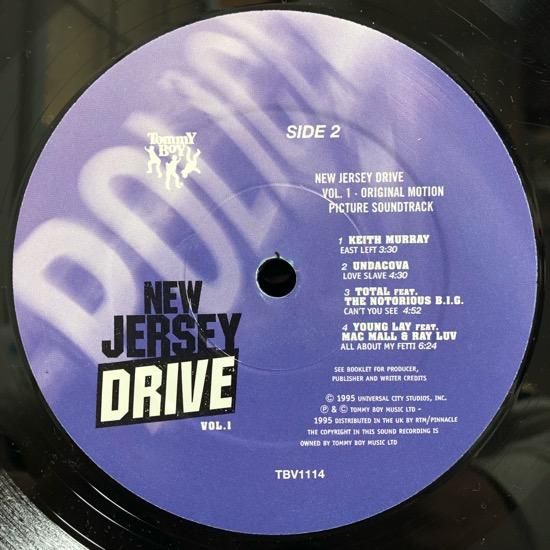 POLICE
Tommy
Boy
SIDE 2
NEW JERSEY DRIVE
VOL. 1 - ORIGINAL MOTION
PICTURE SOUNDTRACK
1 KEITH MURRAY
EAST LEFT 3:30
2 UNDACOVA
LOVE SLAVE 4:30
3 TOTAL FEAT.
THE NOTORIOUS B.I.G.
CAN'T YOU SEE 4:52
4 YOUNG LAY FEAT.
MAC MALL & RAY LUV
ALL ABOUT MY FETTI 6:24
NEW
JERSEY
DRIVE
VOL.1
SEE BOOKLET FOR PRODUCER,
PUBLISHER AND WRITER CREDITS
© 1995 UNIVERSAL CITY STUDIOS, INC.
℗ & © TOMMY BOY MUSIC LTD -
1995 DISTRIBUTED IN THE UK BY RTM/PINNACLE
THE COPYRIGHT IN THIS SOUND RECORDING IS
OWNED BY TOMMY BOY MUSIC LTD
TBV1114